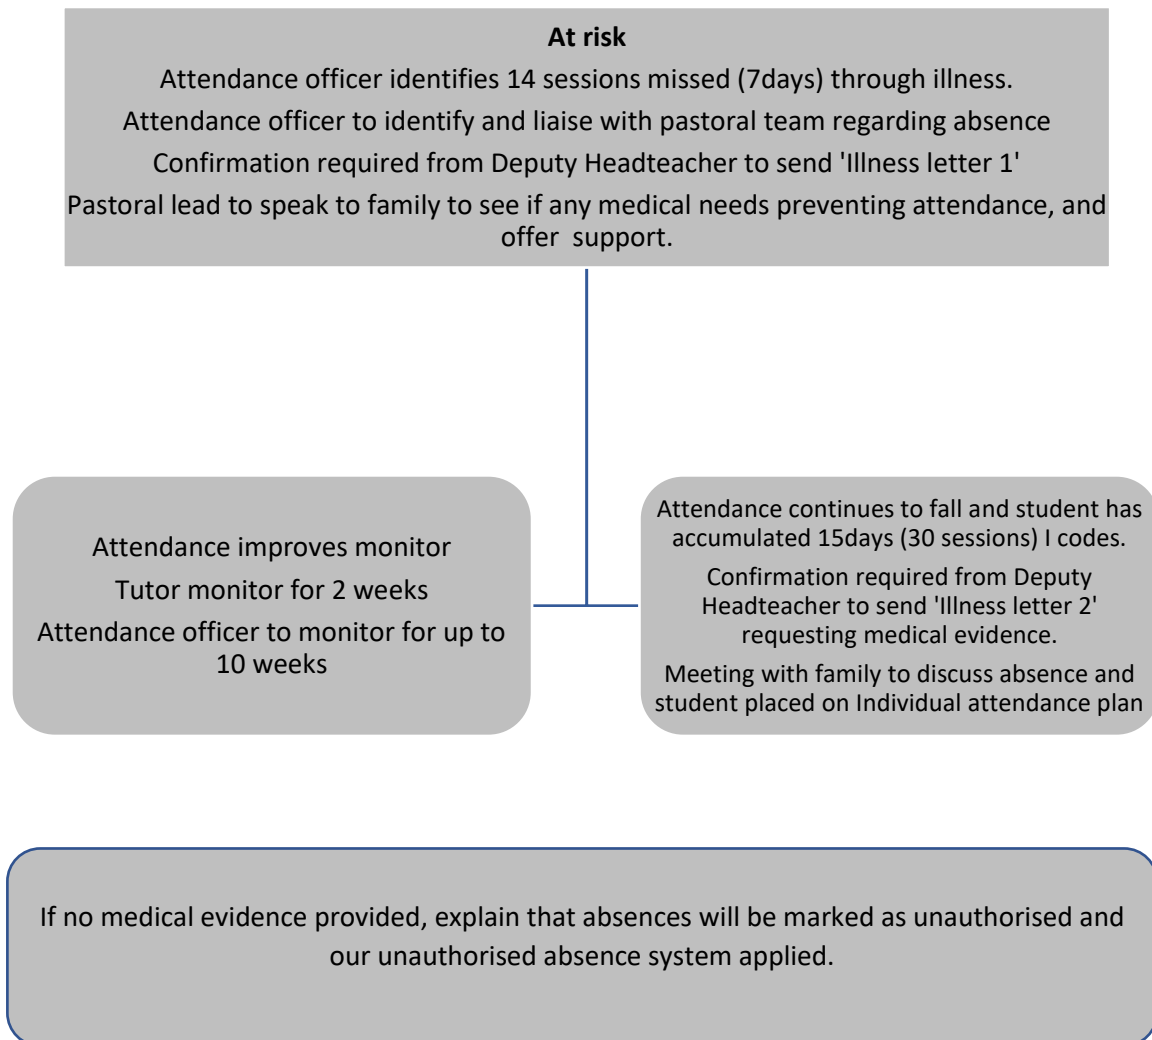 At risk
Attendance officer identifies 14 sessions missed (7days) through illness.
Attendance officer to identify and liaise with pastoral team regarding absence
Confirmation required from Deputy Headteacher to send 'Illness letter 1'
Pastoral lead to speak to family to see if any medical needs preventing attendance, and
offer support.
Attendance improves monitor
Tutor monitor for 2 weeks
Attendance officer to monitor for up to
10 weeks
Attendance continues to fall and student has
accumulated 15days (30 sessions) I codes.
Confirmation required from Deputy
Headteacher to send 'Illness letter 2'
requesting medical evidence.
Meeting with family to discuss absence and
student placed on Individual attendance plan
If no medical evidence provided, explain that absences will be marked as unauthorised and
our unauthorised absence system applied.